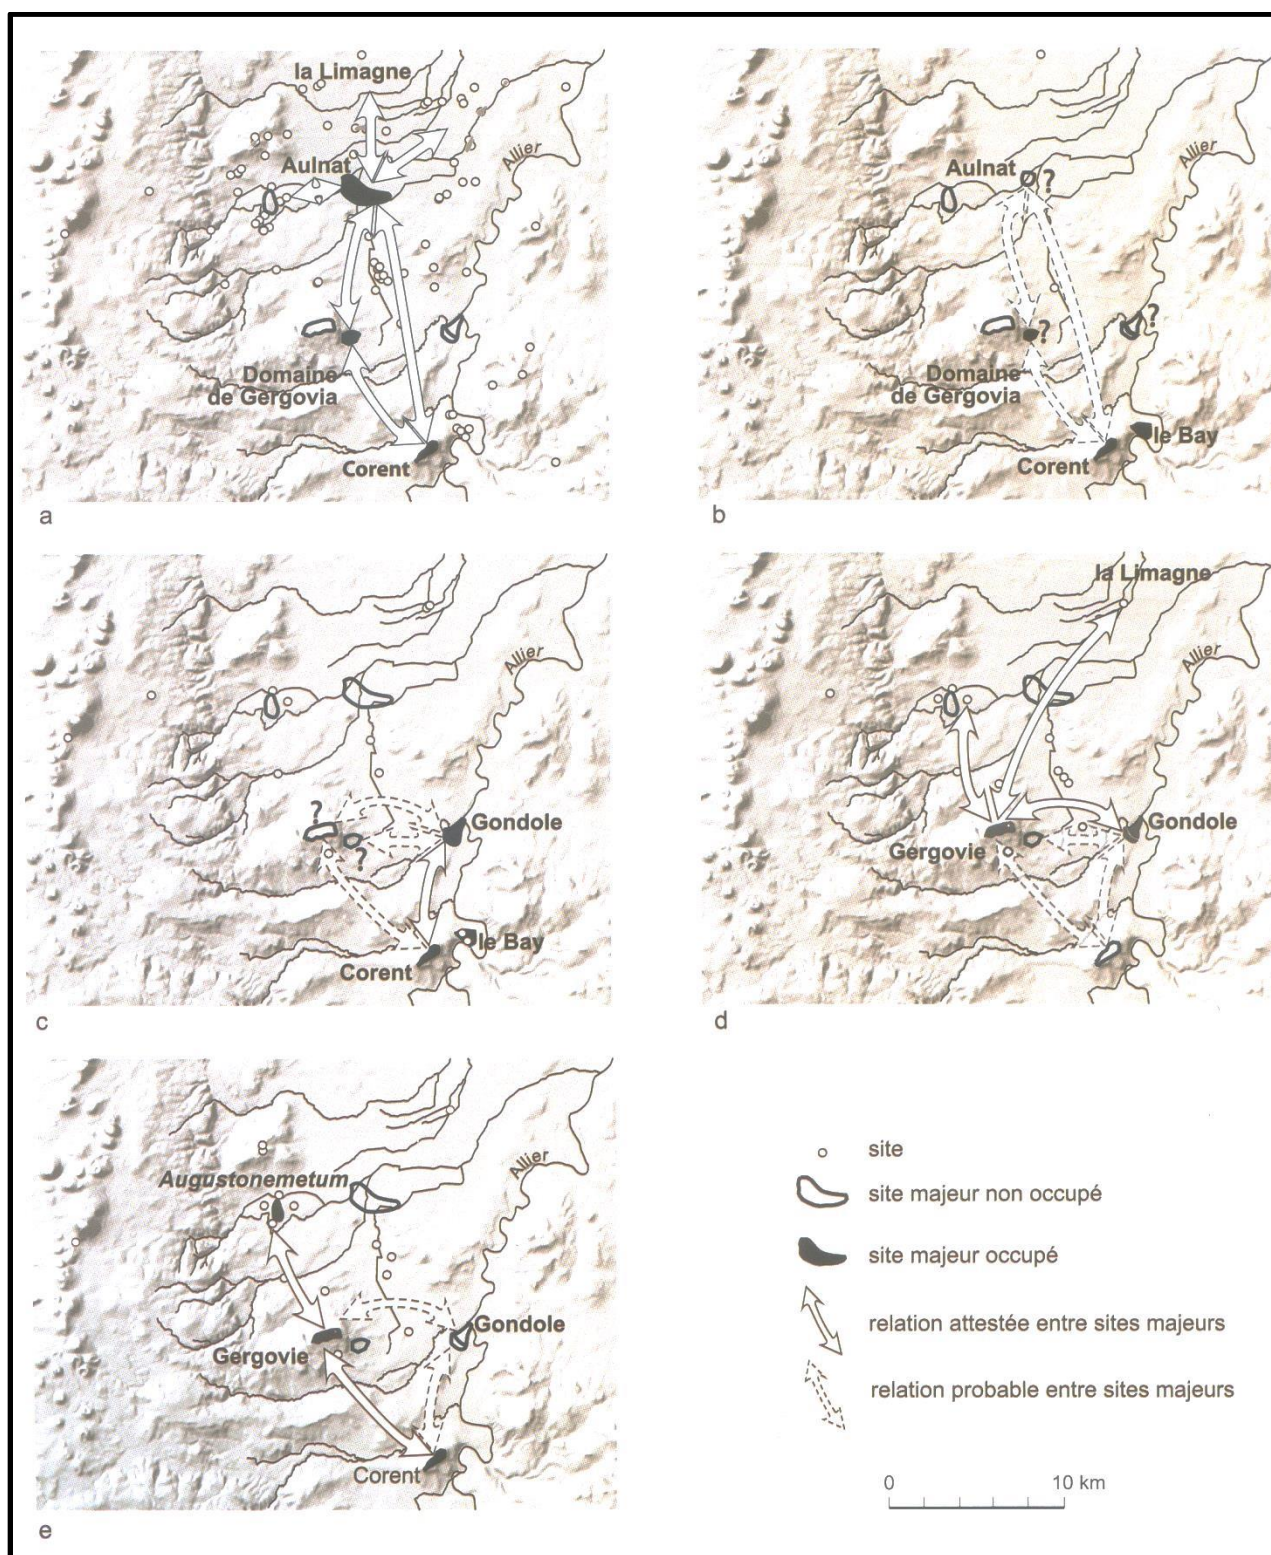 la Limagne
Aulnat
Allier
Domaine
de Gergovia
Corent
a
Aulnat
?
Allier
?
?
Domaine
de Gergovia
le Bay
Corent
b
Allier
?
Gondole
?
le Bay
Corent
c
la Limagne
Allier
Gondole
Gergovie
d
Augustonemetum
Allier
Gondole
Gergovie
Corent
e
site
site majeur non occupé
site majeur occupé
relation attestée entre sites majeurs
relation probable entre sites majeurs
0 10 km